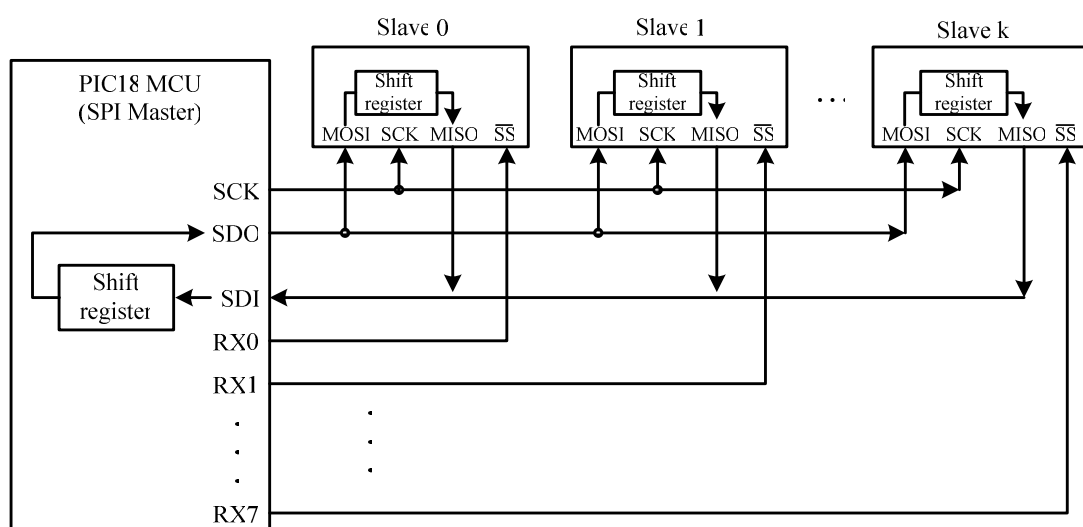 Slave 0
Slave 1
Slave k
PIC18 MCU
(SPI Master)
Shift
register
MOSI SCK MISO SS
Shift
register
MOSI SCK MISO SS
. . .
Shift
register
MOSI SCK MISO SS
SCK
SDO
Shift
register
SDI
RX0
RX1
RX7